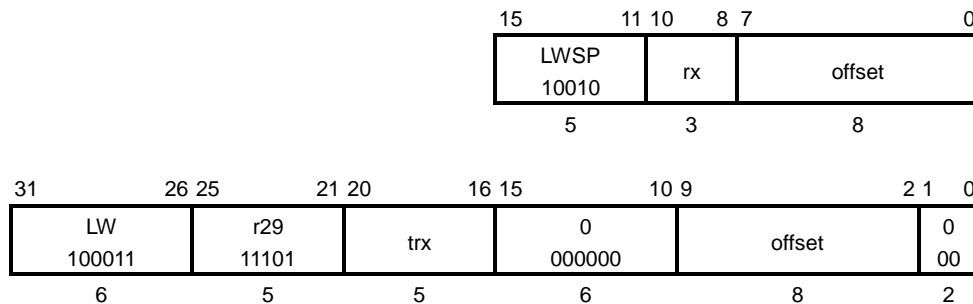 15 11 10 8 7 0
LWSP rx offset
10010
5 3 8
31 26 25 21 20 16 15 10 9 2 1 0
LW r29 trx 0 offset 0
100011 11101 000000 00
6 5 5 6 8 2